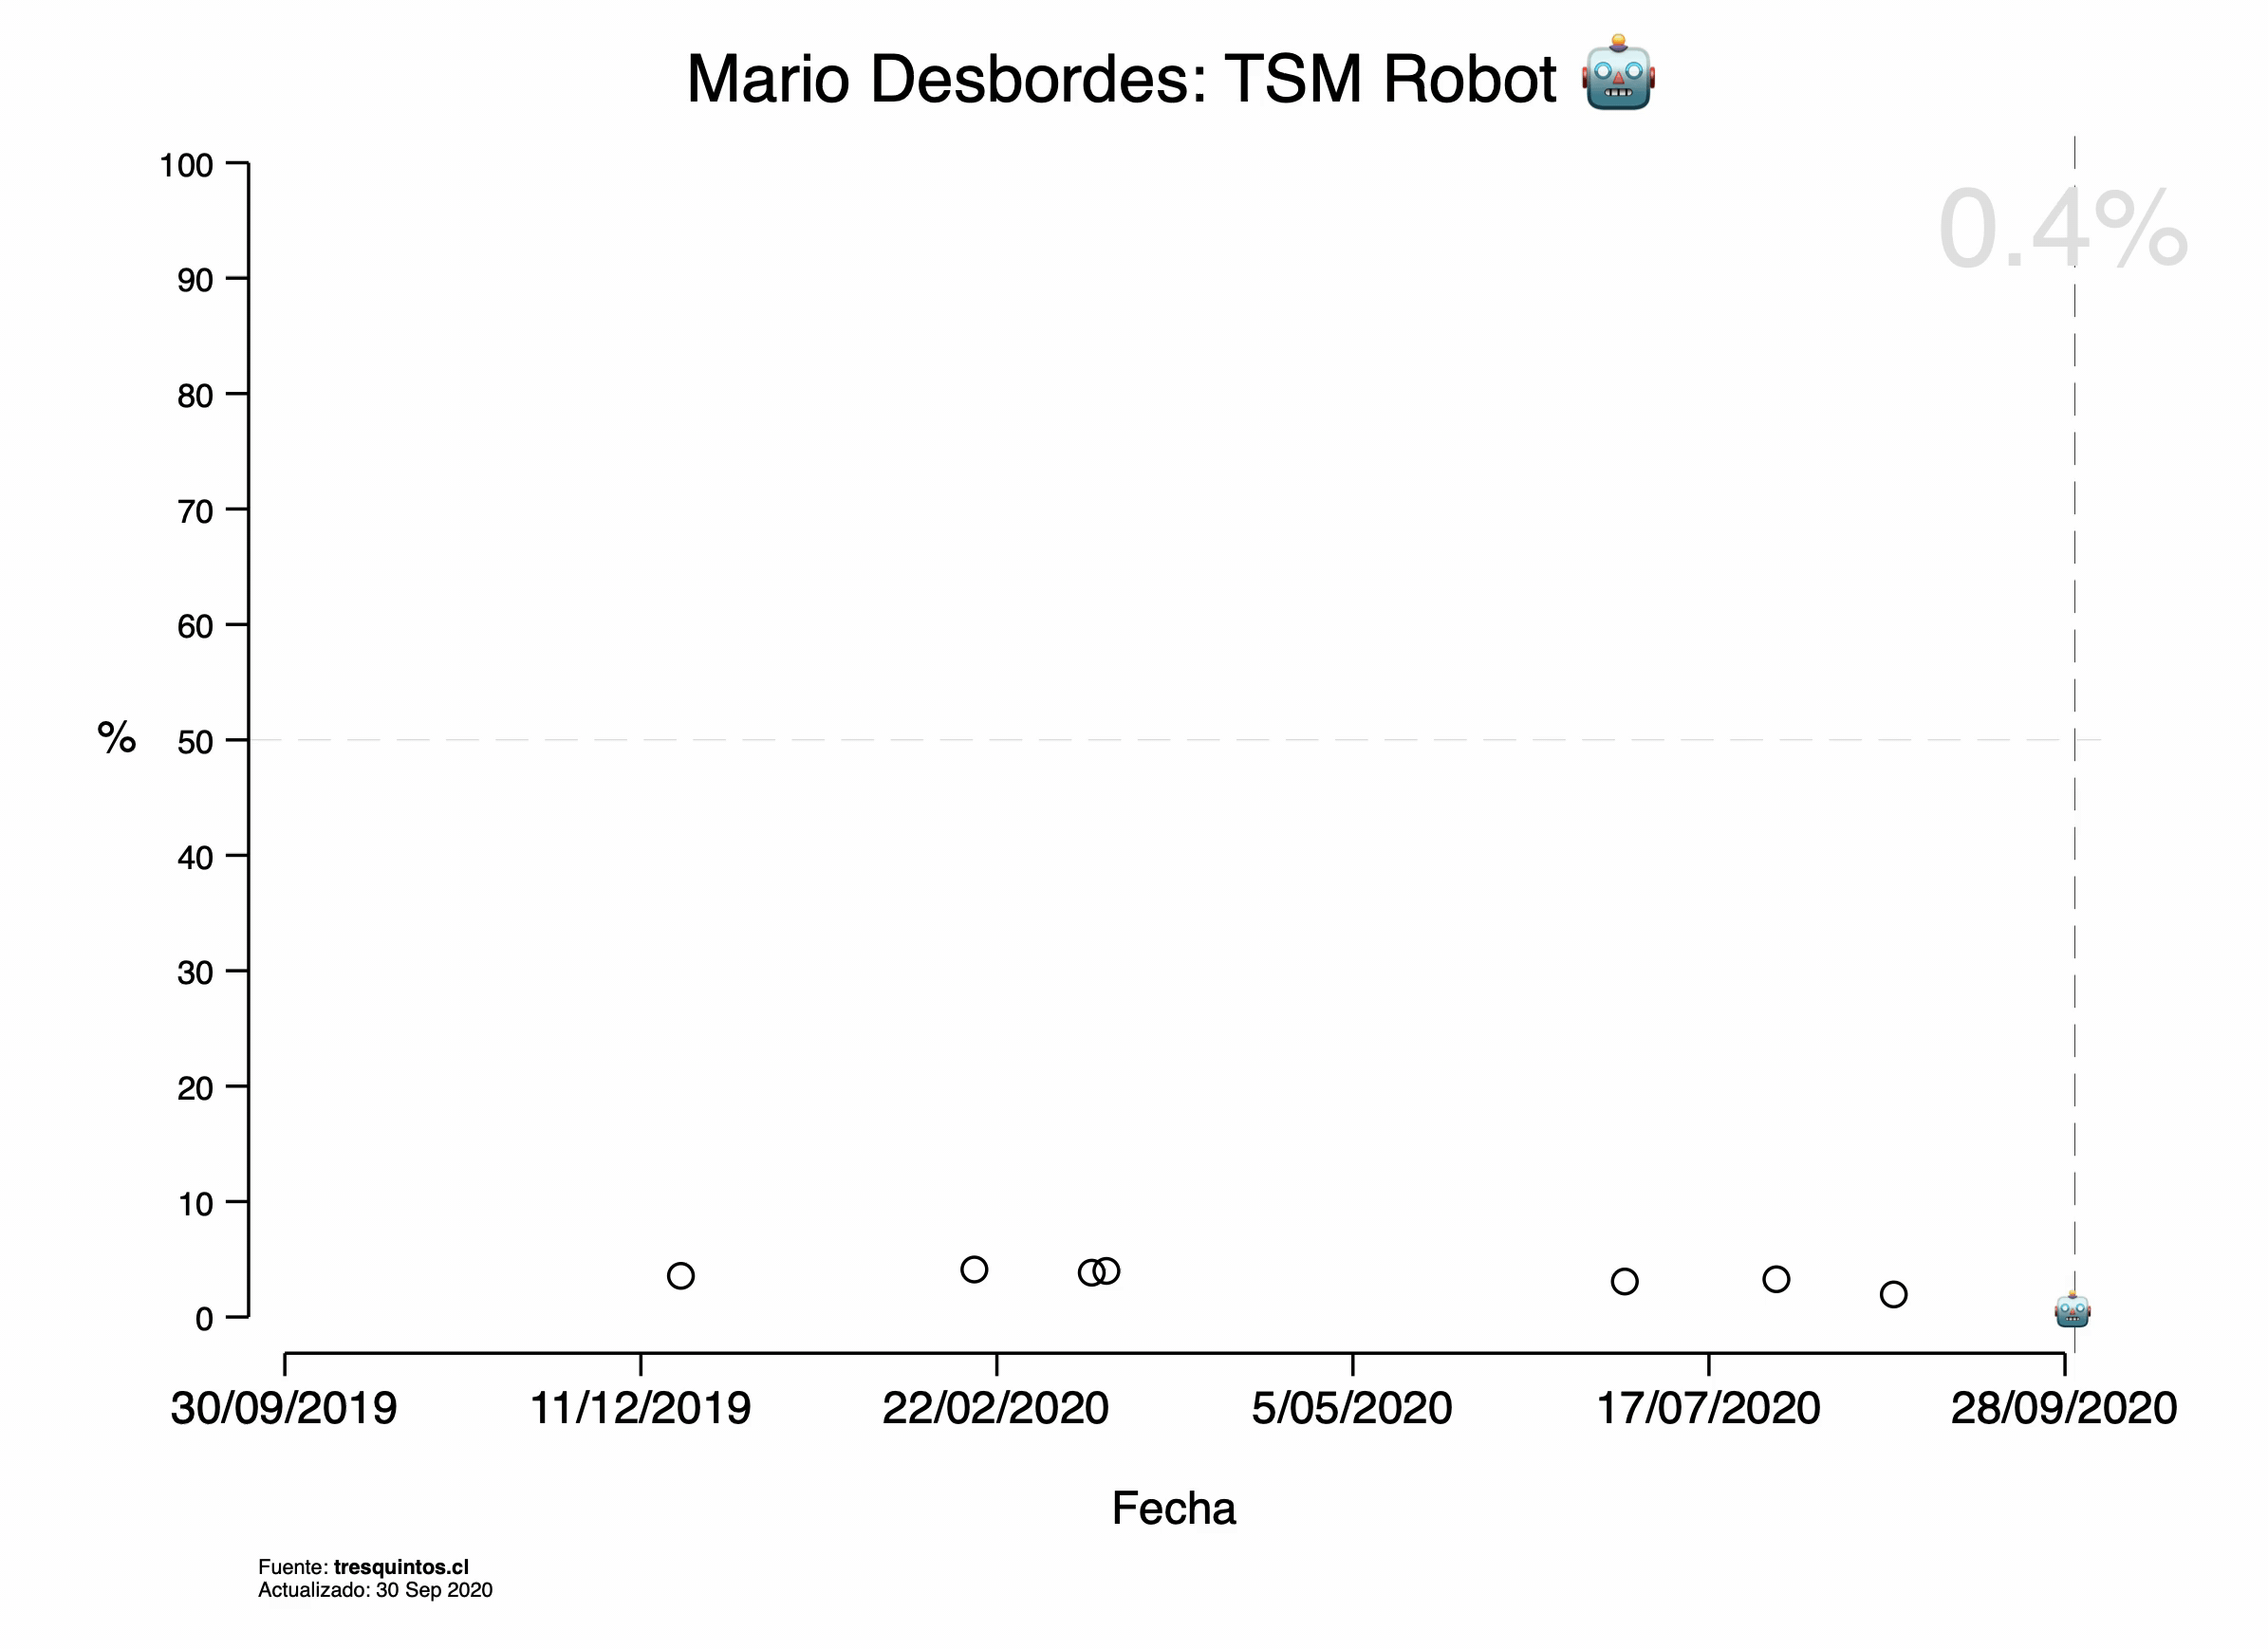 Mario Desbordes: TSM Robot 🤖
0.4%
100
90
80
70
60
% 50
40
30
20
10
0
30/09/2019 11/12/2019 22/02/2020 5/05/2020 17/07/2020 28/09/2020
Fecha
Fuente: tresquintos.cl
Actualizado: 30 Sep 2020